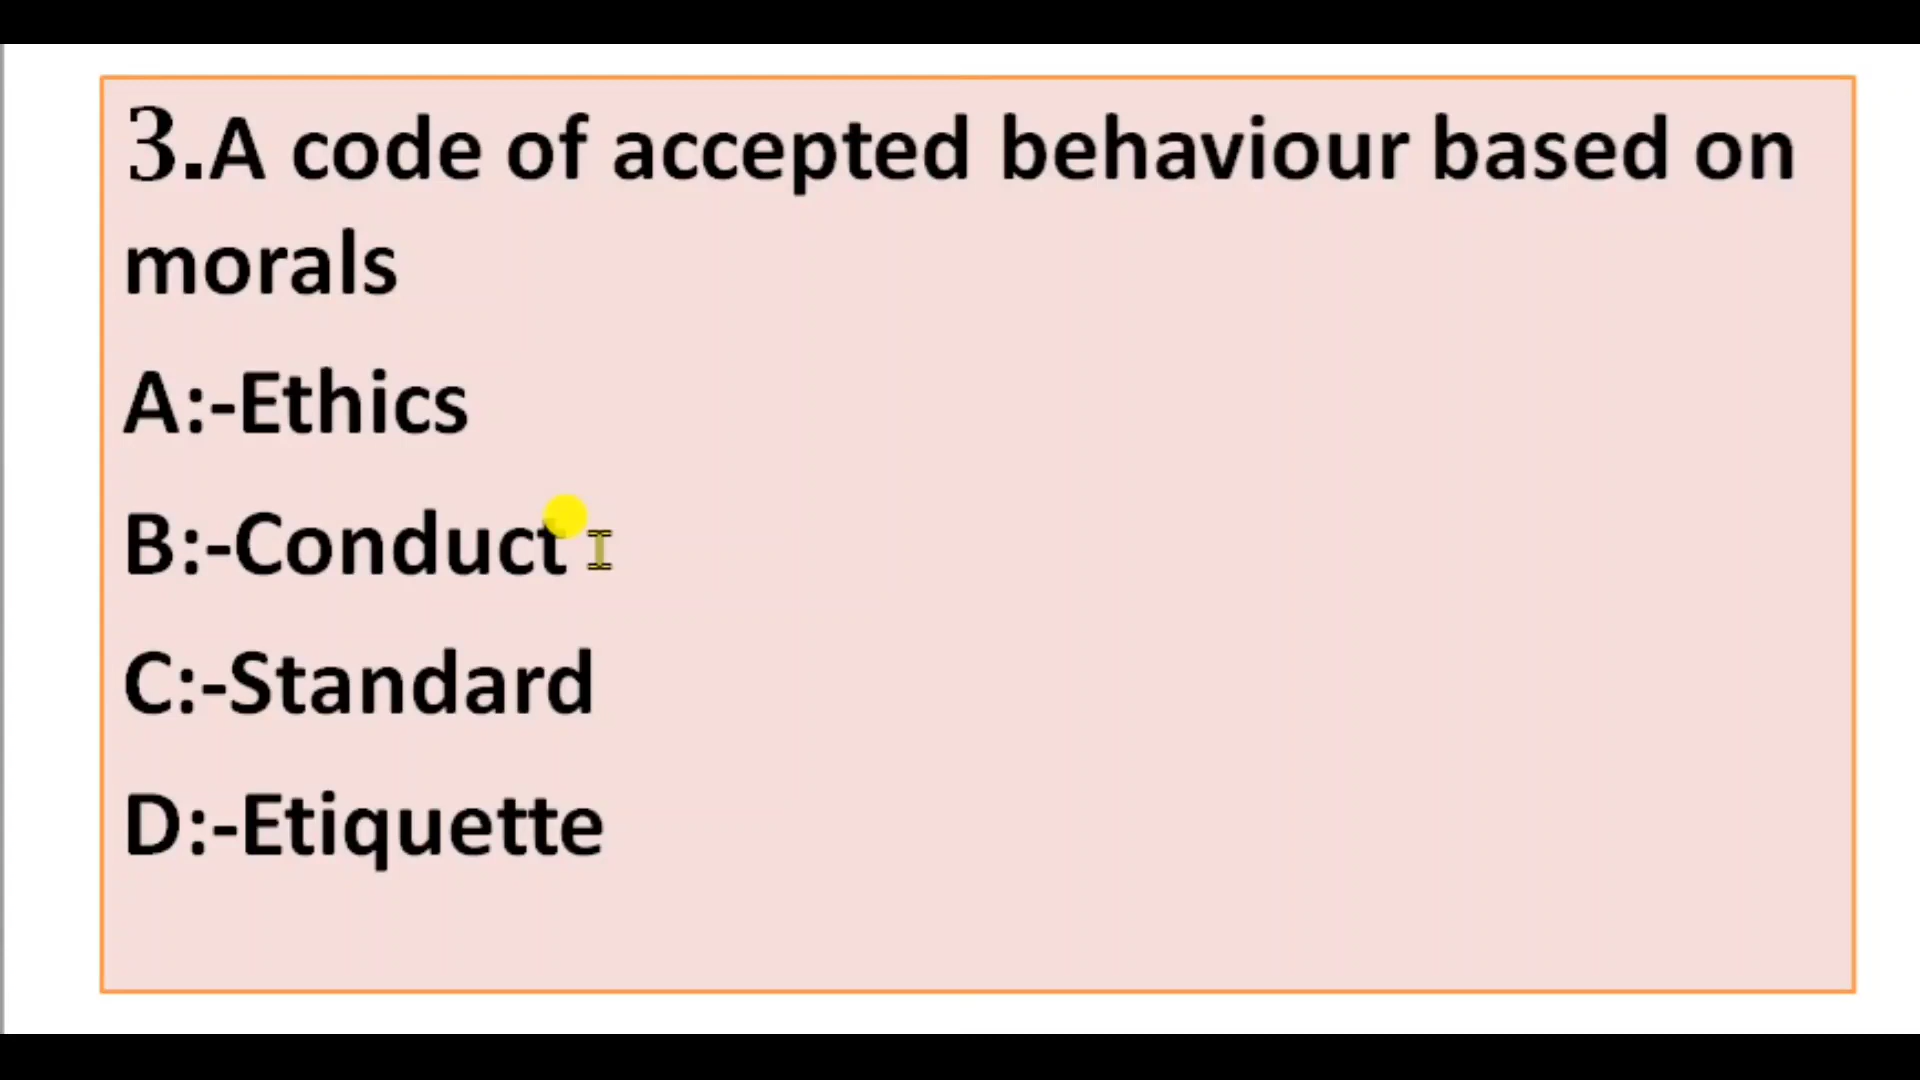 3.A code of accepted behaviour based on
morals
A:-Ethics
B:-Conduct
C:-Standard
D:-Etiquette